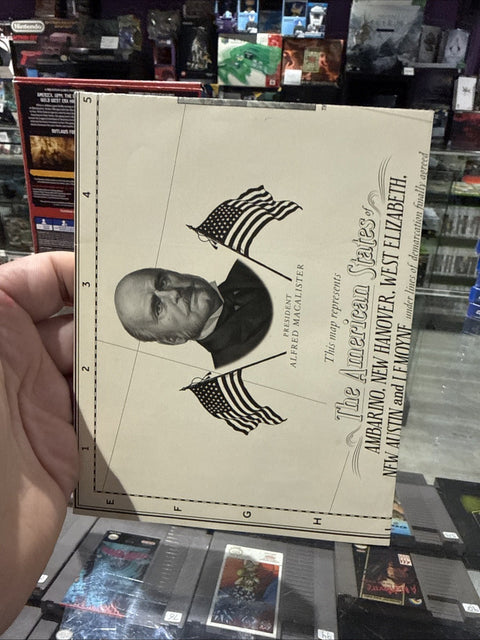 PRESIDENT
ALFRED MACALISTER
This map represents
The American States of
AMBARINO, NEW HANOVER, WEST ELIZABETH,
NEW AUSTIN and LEMOYNE under lines of demarcation finally agreed
5
4
3
2
1
E
F
G
H
Nintendo